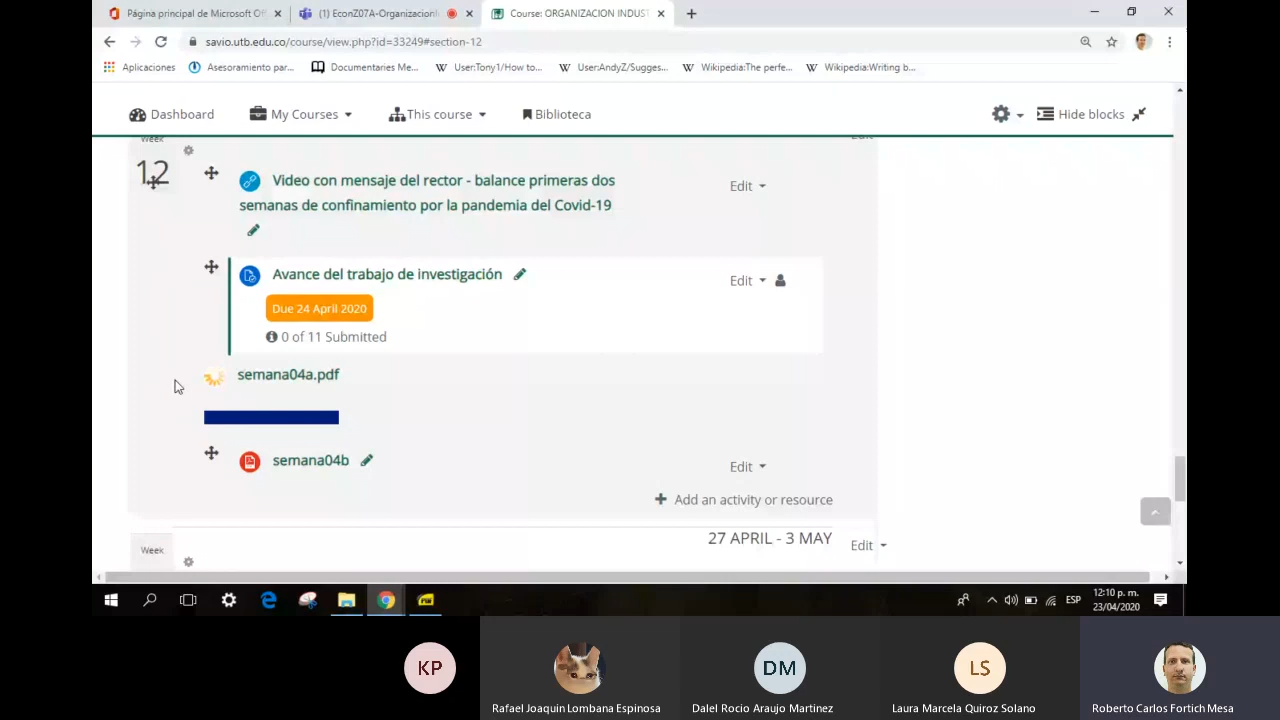 Página principal de Microsoft Of
(1) EconZ07A-OrganizacionI
Course: ORGANIZACION INDUST
savio.utb.edu.co/course/view.php?id=33249#section-12
Aplicaciones
Asesoramiento par...
Documentaries Me...
User:Tony1/How to...
User:AndyZ/Sugges...
Wikipedia:The perfe...
Wikipedia:Writing b...
Dashboard
My Courses
This course
Biblioteca
Hide blocks
Week
Edit
12
Video con mensaje del rector - balance primeras dos
semanas de confinamiento por la pandemia del Covid-19
Edit
Avance del trabajo de investigación
Edit
Due 24 April 2020
0 of 11 Submitted
semana04a.pdf
semana04b
Edit
Add an activity or resource
27 APRIL - 3 MAY
Edit
Week
ESP
12:10 p. m.
23/04/2020
KP
DM
LS
Rafael Joaquin Lombana Espinosa
Dalel Rocio Araujo Martinez
Laura Marcela Quiroz Solano
Roberto Carlos Fortich Mesa